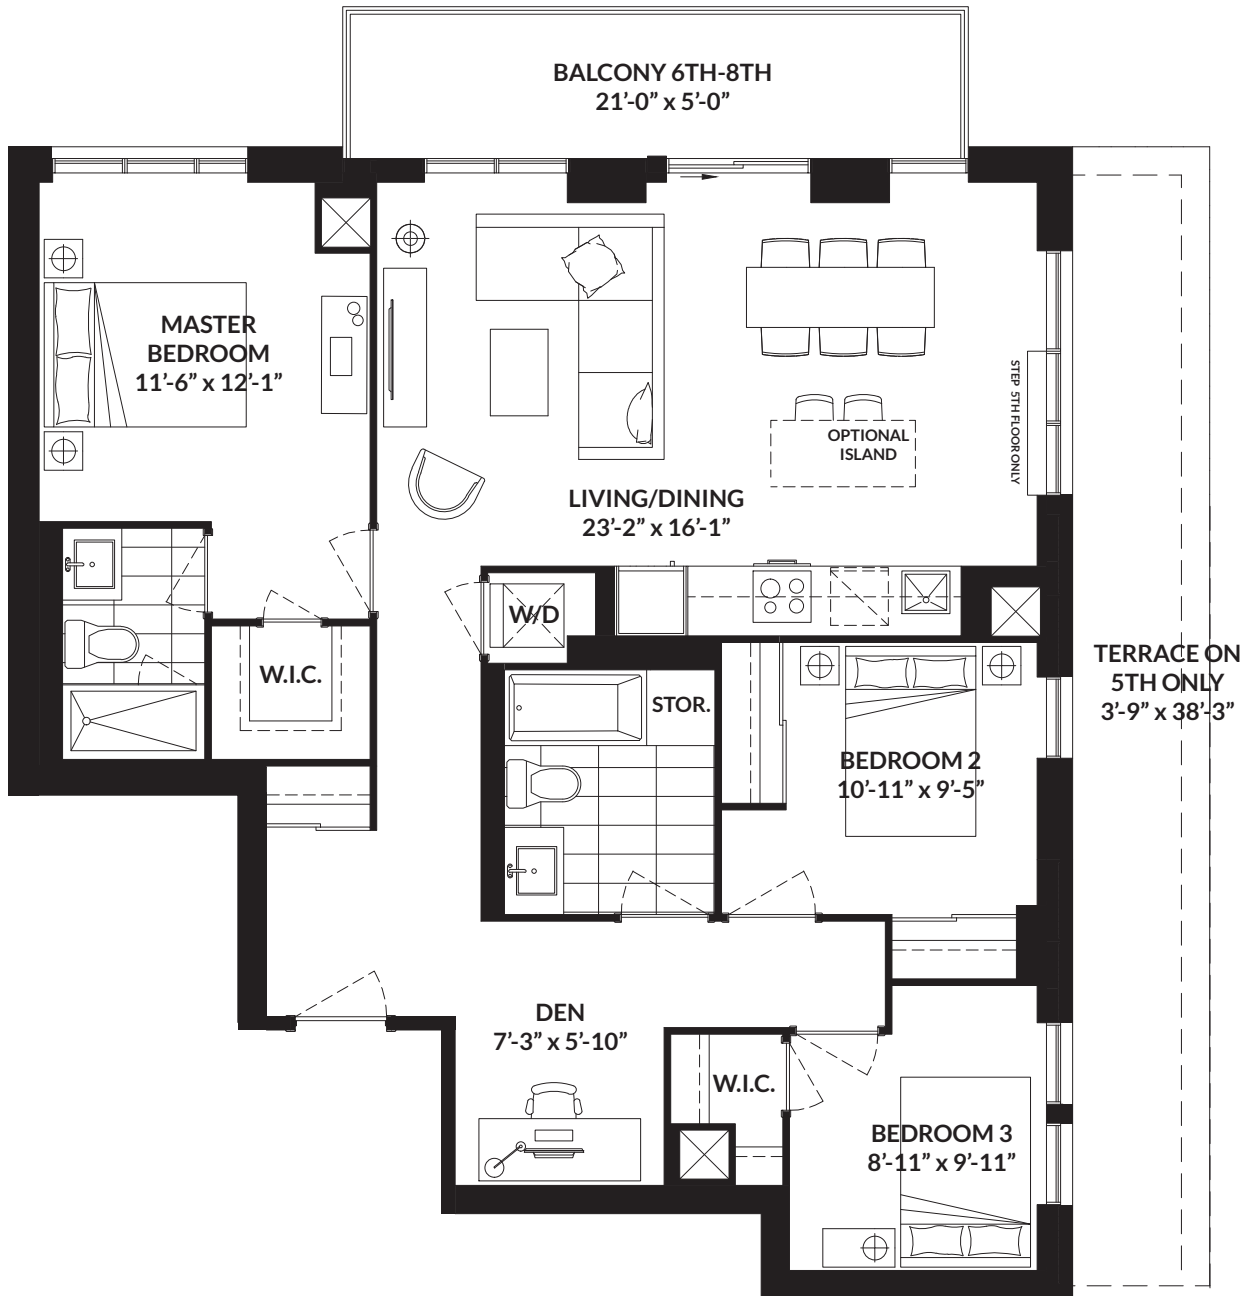 BALCONY 6TH-8TH
21’-0” x 5’-0”
MASTER
BEDROOM
11’-6” x 12’-1”
STEP 5TH FLOOR ONLY
OPTIONAL
ISLAND
LIVING/DINING
23’-2” x 16’-1”
W/D
W.I.C.
STOR.
TERRACE ON
5TH ONLY
3’-9” x 38’-3”
BEDROOM 2
10’-11” x 9’-5”
DEN
7’-3” x 5’-10”
W.I.C.
BEDROOM 3
8’-11” x 9’-11”